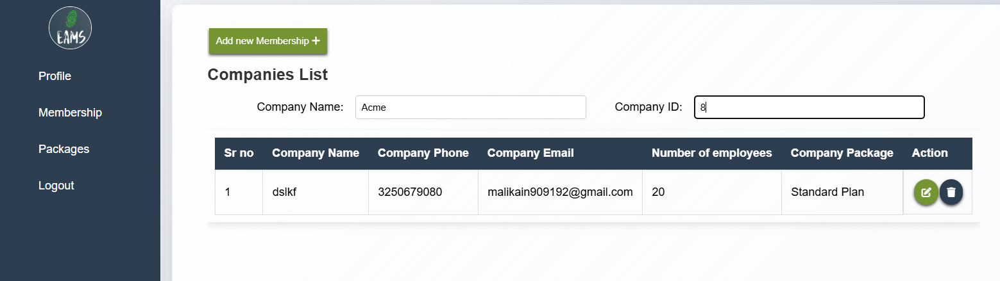 EAMS
Profile
Membership
Packages
Logout
Add new Membership +
Companies List
Company Name: Acme Company ID: 8
Sr no Company Name Company Phone Company Email Number of employees Company Package Action
1 dslkf 3250679080 malikain909192@gmail.com 20 Standard Plan